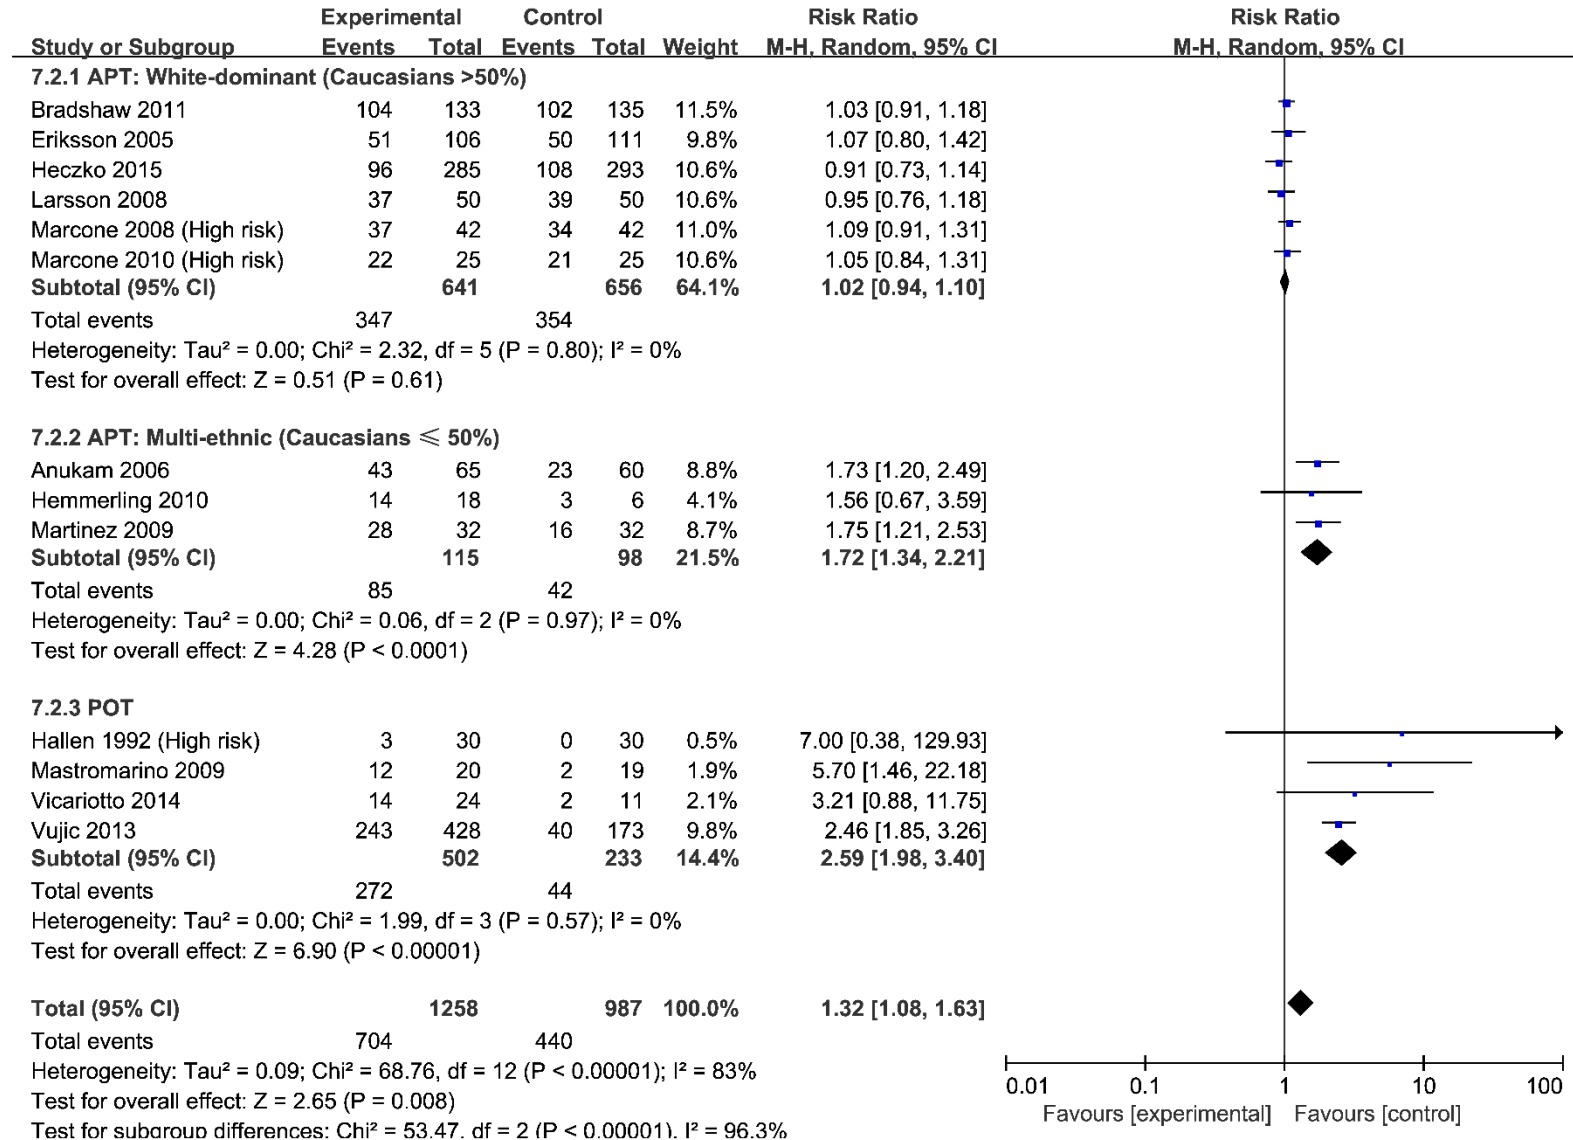 Experimental Control Risk Ratio Risk Ratio
Study or Subgroup Events Total Events Total Weight M-H, Random, 95% CI M-H, Random, 95% CI
7.2.1 APT: White-dominant (Caucasians >50%)
Bradshaw 2011 104 133 102 135 11.5% 1.03 [0.91, 1.18]
Eriksson 2005 51 106 50 111 9.8% 1.07 [0.80, 1.42]
Heczko 2015 96 285 108 293 10.6% 0.91 [0.73, 1.14]
Larsson 2008 37 50 39 50 10.6% 0.95 [0.76, 1.18]
Marcone 2008 (High risk) 37 42 34 42 11.0% 1.09 [0.91, 1.31]
Marcone 2010 (High risk) 22 25 21 25 10.6% 1.05 [0.84, 1.31]
Subtotal (95% CI) 641 656 64.1% 1.02 [0.94, 1.10]
Total events 347 354
Heterogeneity: Tau² = 0.00; Chi² = 2.32, df = 5 (P = 0.80); I² = 0%
Test for overall effect: Z = 0.51 (P = 0.61)
7.2.2 APT: Multi-ethnic (Caucasians ≤ 50%)
Anukam 2006 43 65 23 60 8.8% 1.73 [1.20, 2.49]
Hemmerling 2010 14 18 3 6 4.1% 1.56 [0.67, 3.59]
Martinez 2009 28 32 16 32 8.7% 1.75 [1.21, 2.53]
Subtotal (95% CI) 115 98 21.5% 1.72 [1.34, 2.21]
Total events 85 42
Heterogeneity: Tau² = 0.00; Chi² = 0.06, df = 2 (P = 0.97); I² = 0%
Test for overall effect: Z = 4.28 (P < 0.0001)
7.2.3 POT
Hallen 1992 (High risk) 3 30 0 30 0.5% 7.00 [0.38, 129.93]
Mastromarino 2009 12 20 2 19 1.9% 5.70 [1.46, 22.18]
Vicariotto 2014 14 24 2 11 2.1% 3.21 [0.88, 11.75]
Vujic 2013 243 428 40 173 9.8% 2.46 [1.85, 3.26]
Subtotal (95% CI) 502 233 14.4% 2.59 [1.98, 3.40]
Total events 272 44
Heterogeneity: Tau² = 0.00; Chi² = 1.99, df = 3 (P = 0.57); I² = 0%
Test for overall effect: Z = 6.90 (P < 0.00001)
Total (95% CI) 1258 987 100.0% 1.32 [1.08, 1.63]
Total events 704 440
Heterogeneity: Tau² = 0.09; Chi² = 68.76, df = 12 (P < 0.00001); I² = 83%
Test for overall effect: Z = 2.65 (P = 0.008)
Test for subgroup differences: Chi² = 53.47, df = 2 (P < 0.00001), I² = 96.3%
0.01 0.1 1 10 100
Favours [experimental] Favours [control]